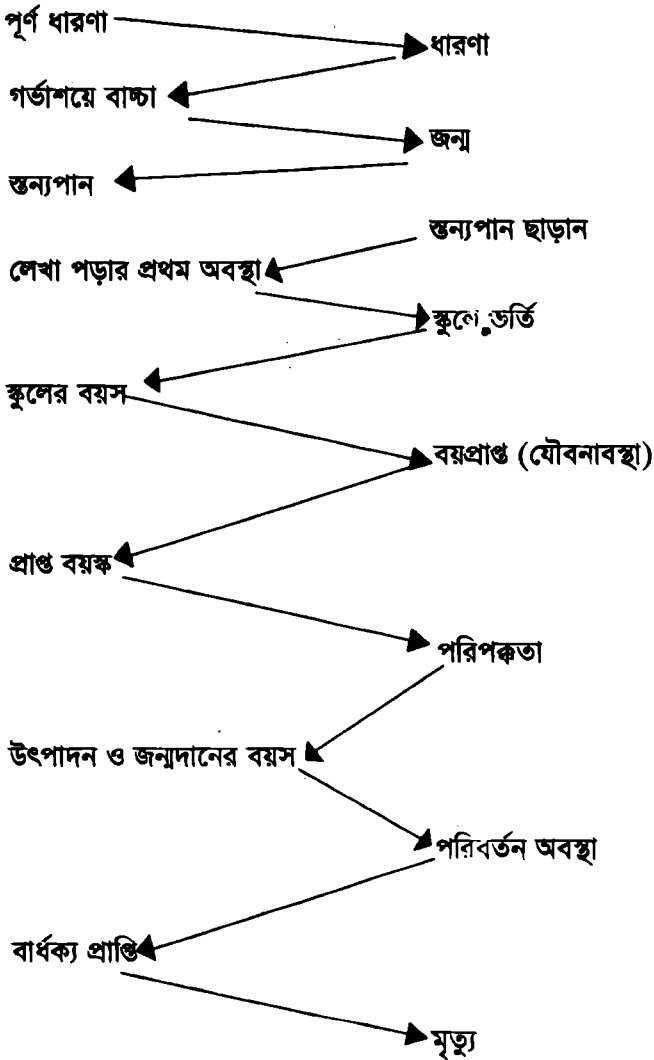 পূর্ণ ধারণা
ধারণা
গর্ভাশয়ে বাচ্চা
জন্ম
স্তন্যপান
স্তন্যপান ছাড়ান
লেখা পড়ার প্রথম অবস্থা
স্কুলে ভর্তি
স্কুলের বয়স
বয়প্রাপ্ত (যৌবনাবস্থা)
প্রাপ্ত বয়স্ক
পরিপক্কতা
উৎপাদন ও জন্মদানের বয়স
পরিবর্তন অবস্থা
বার্ধক্য প্রাপ্তি
মৃত্যু